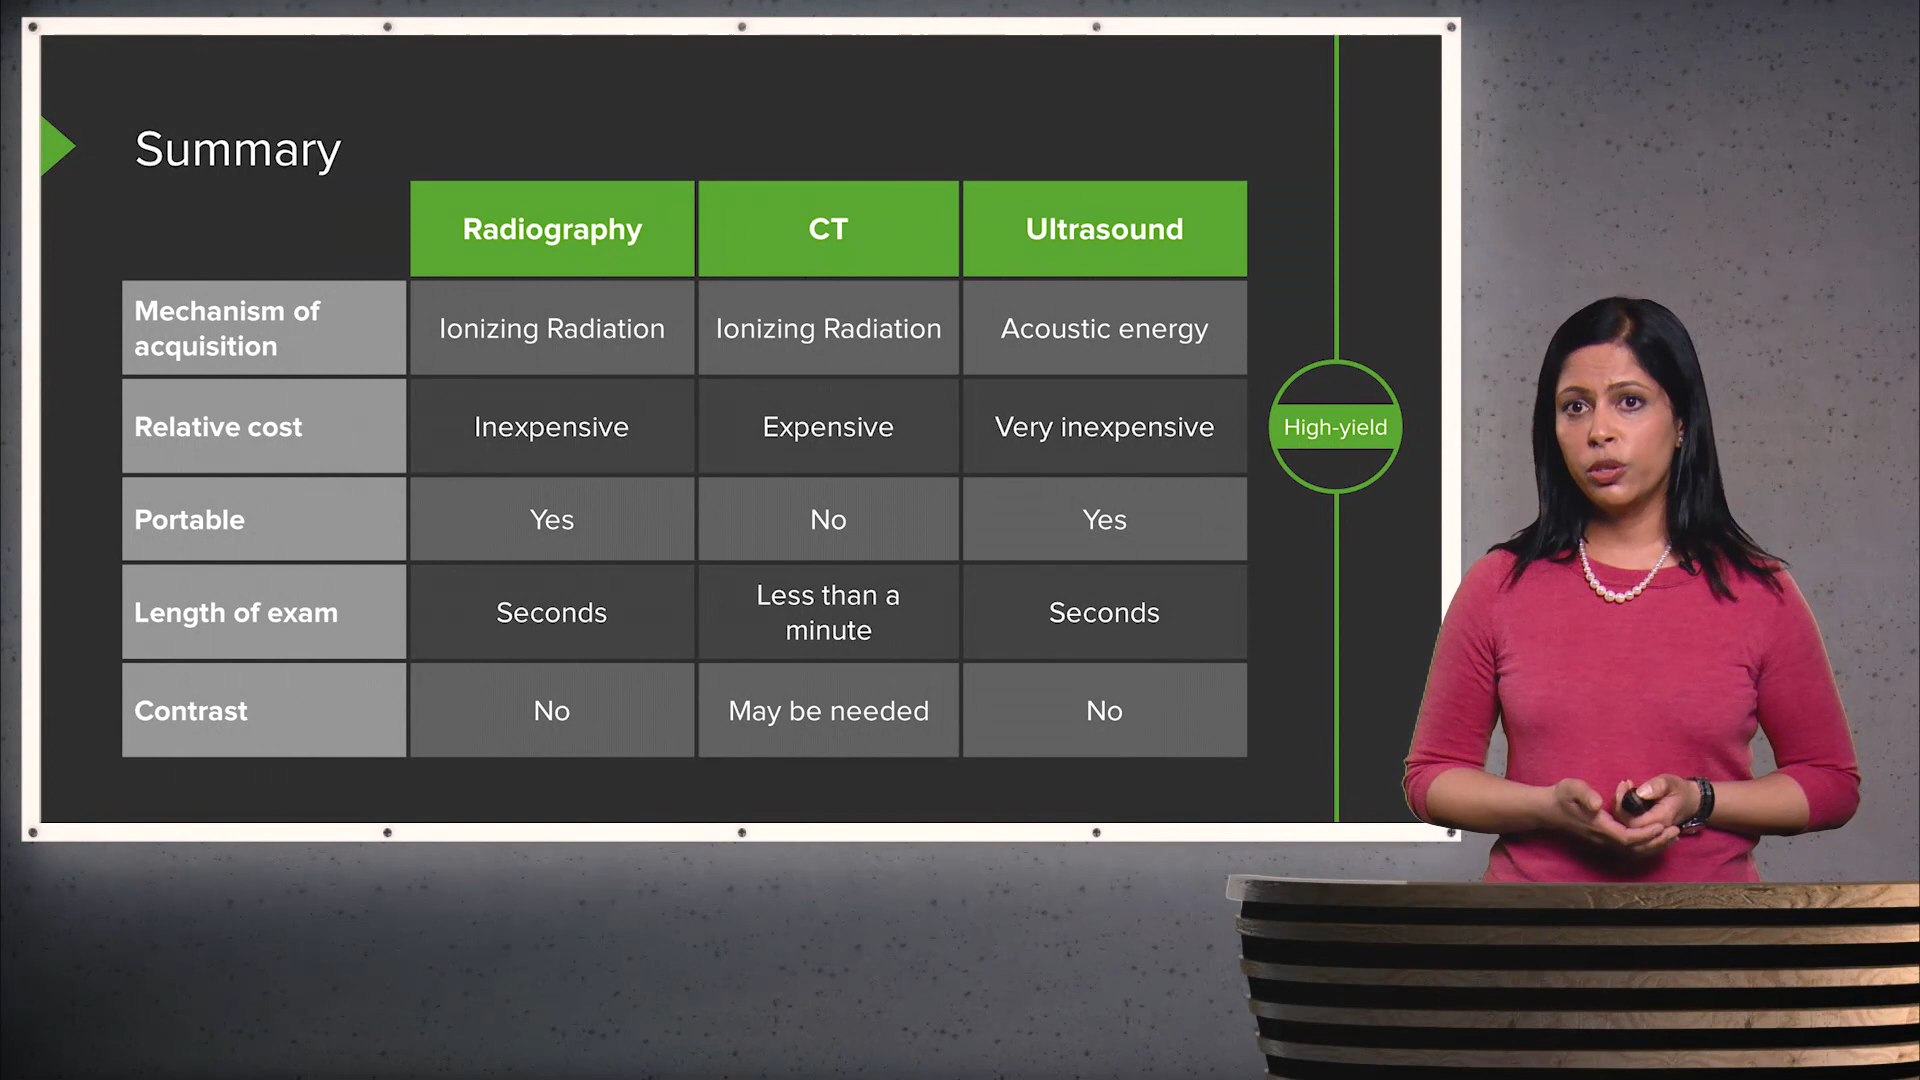 Summary
Radiography CT Ultrasound
Mechanism of
acquisition
Ionizing Radiation Ionizing Radiation Acoustic energy
Relative cost Inexpensive Expensive Very inexpensive
High-yield
Portable Yes No Yes
Length of exam Seconds Less than a
minute Seconds
Contrast No May be needed No